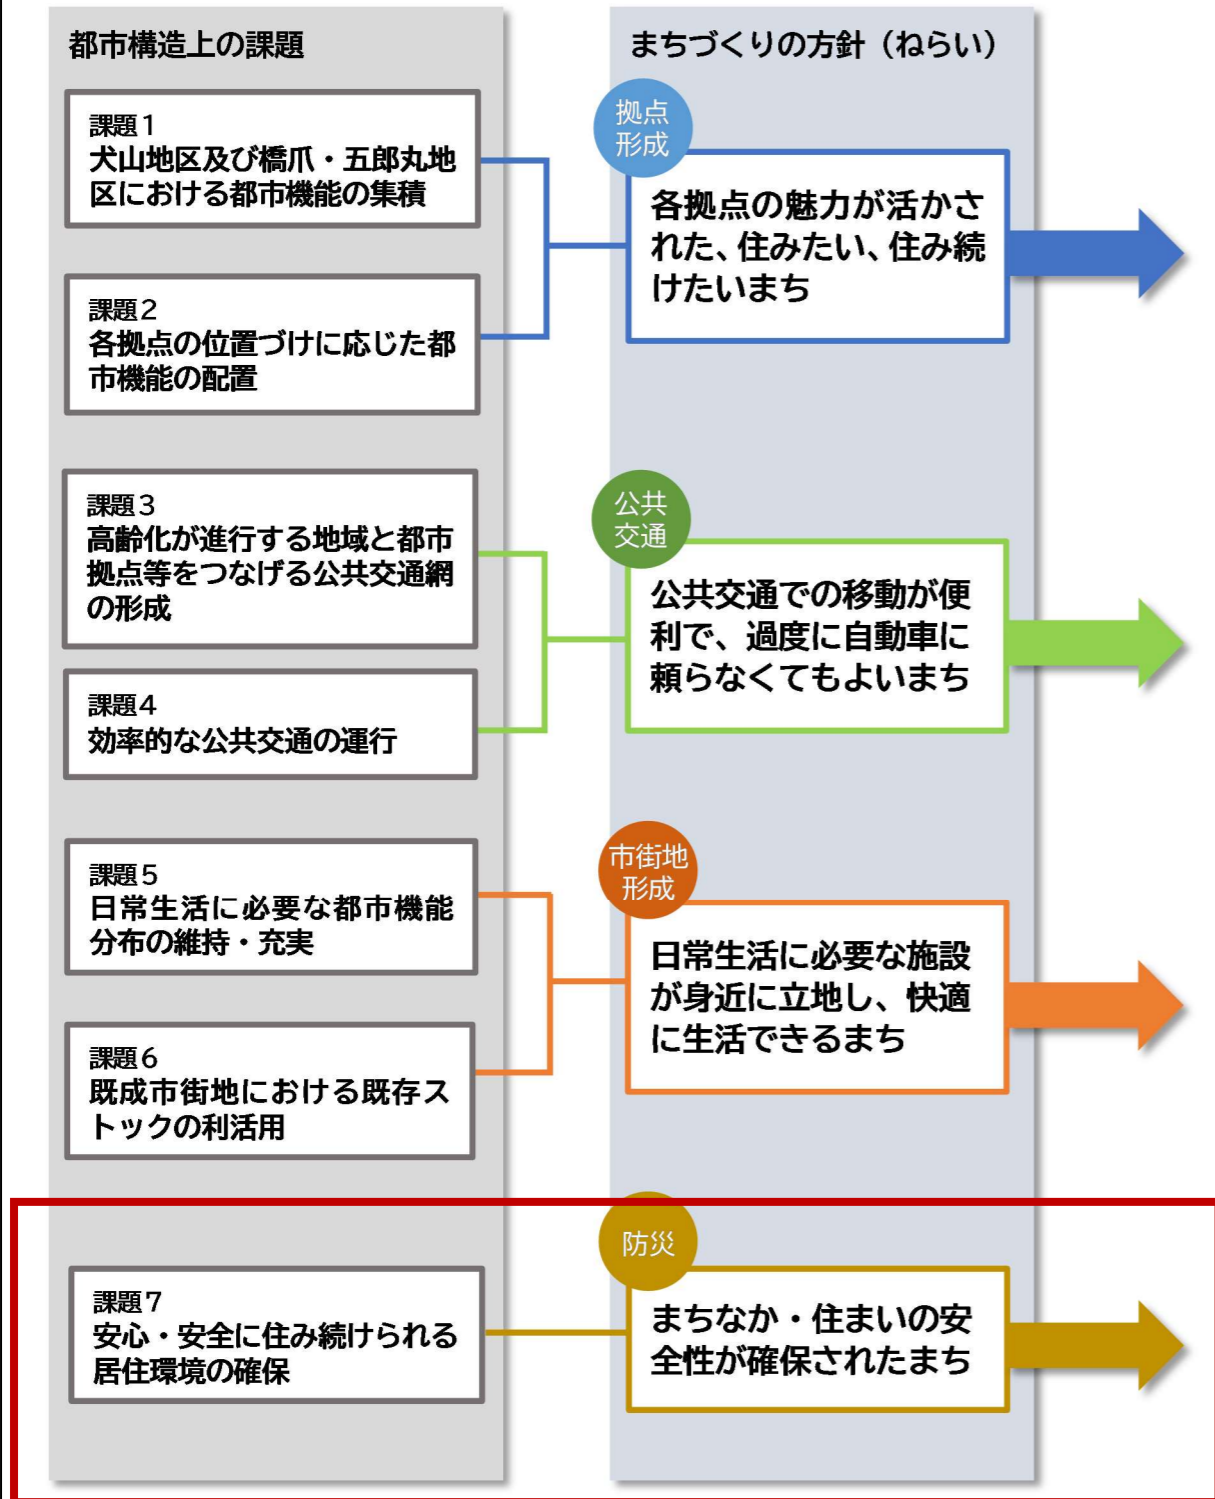 都市構造上の課題
課題1
犬山地区及び橋爪・五郎丸地
区における都市機能の集積
課題2
各拠点の位置づけに応じた都
市機能の配置
課題3
高齢化が進行する地域と都市
拠点等をつなげる公共交通網
の形成
課題4
効率的な公共交通の運行
課題5
日常生活に必要な都市機能
分布の維持・充実
課題6
既成市街地における既存ス
トックの利活用
課題7
安心・安全に住み続けられる
居住環境の確保
まちづくりの方針（ねらい）
拠点
形成
各拠点の魅力が活かさ
れた、住みたい、住み続
けたいまち
公共
交通
公共交通での移動が便
利で、過度に自動車に
頼らなくてもよいまち
市街地
形成
日常生活に必要な施設
が身近に立地し、快適
に生活できるまち
防災
まちなか・住まいの安
全性が確保されたまち